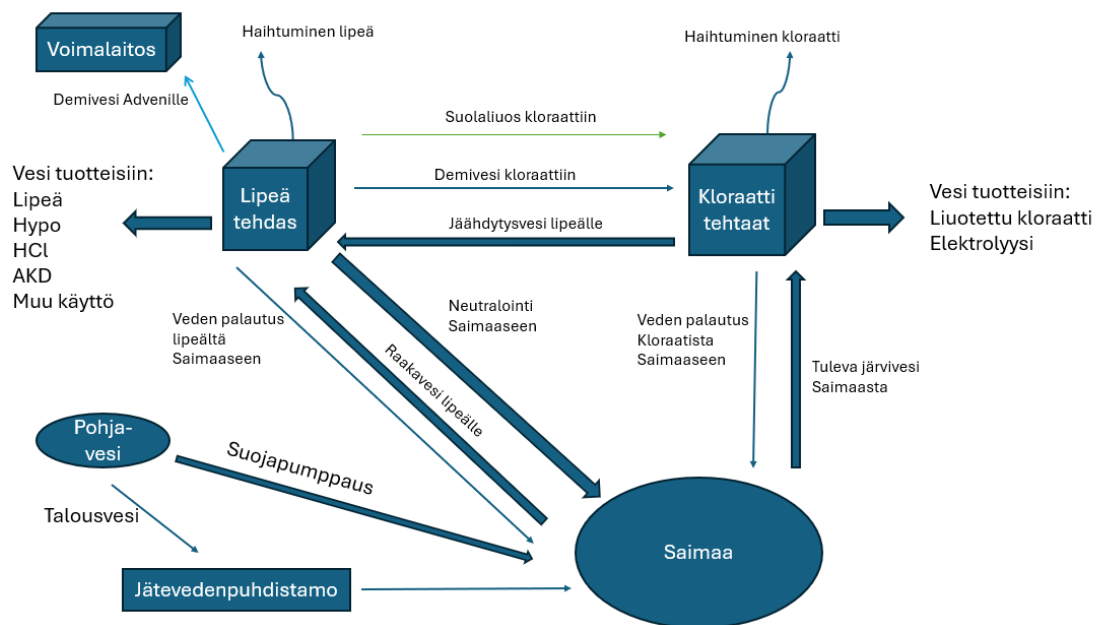 Voimalaitos
Haihtuminen lipeä
Haihtuminen kloraatti
Demivesi Advenille
Suolaliuos kloraattiin
Vesi tuotteisiin:
Lipeä
Hypo
HCl
AKD
Muu käyttö
Lipeä
tehdas
Demivesi kloraattiin
Jäähdytysvesi lipeälle
Kloraatti
tehtaat
Vesi tuotteisiin:
Liuotettu kloraatti
Elektrolyysi
Veden palautus
lipeältä
Saimaaseen
Neutralointi
Saimaaseen
Raakavesi lipeälle
Veden palautus
Kloraatista
Saimaaseen
Tuleva järvivesi
Saimaasta
Pohja-
vesi
Suojapumppaus
Talousvesi
Saimaa
Jätevedenpuhdistamo